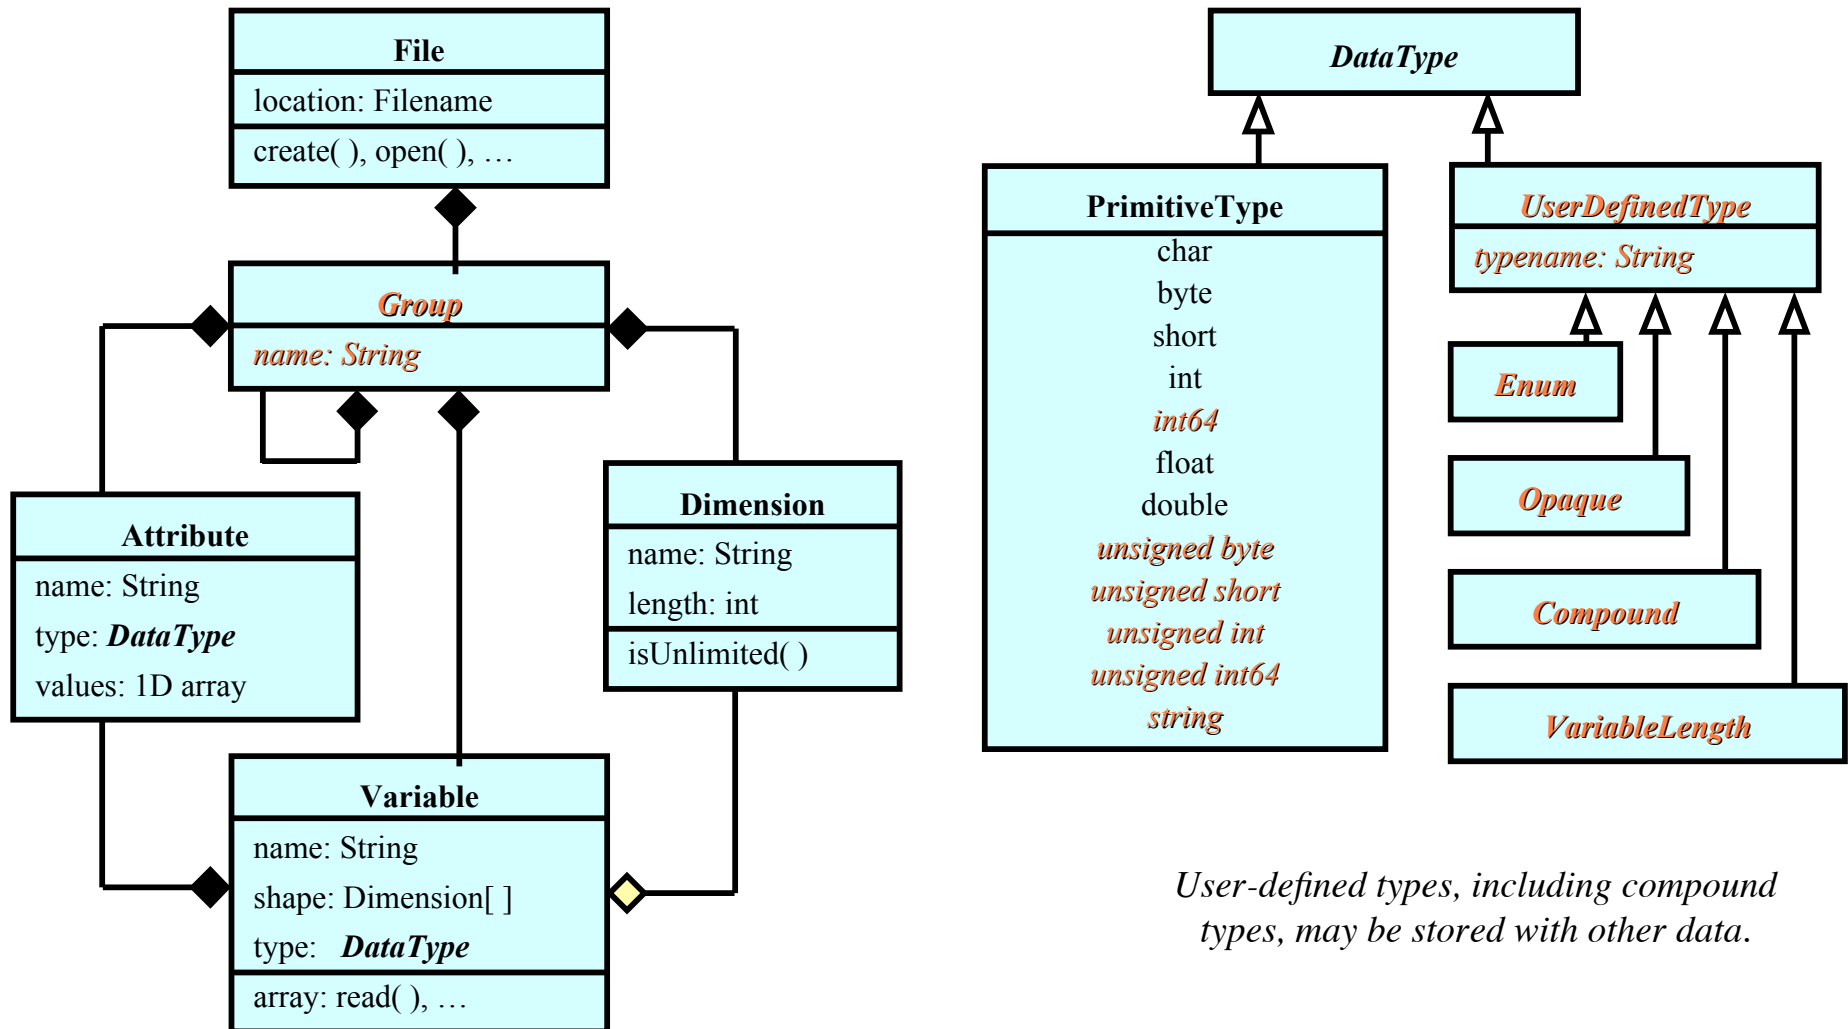 File
location: Filename
create( ), open( ), …
Group
name: String
Attribute
name: String
type: DataType
values: 1D array
Dimension
name: String
length: int
isUnlimited( )
Variable
name: String
shape: Dimension[ ]
type: DataType
array: read( ), …
DataType
PrimitiveType
char
byte
short
int
int64
float
double
unsigned byte
unsigned short
unsigned int
unsigned int64
string
UserDefinedType
typename: String
Enum
Opaque
Compound
VariableLength
User-defined types, including compound
types, may be stored with other data.